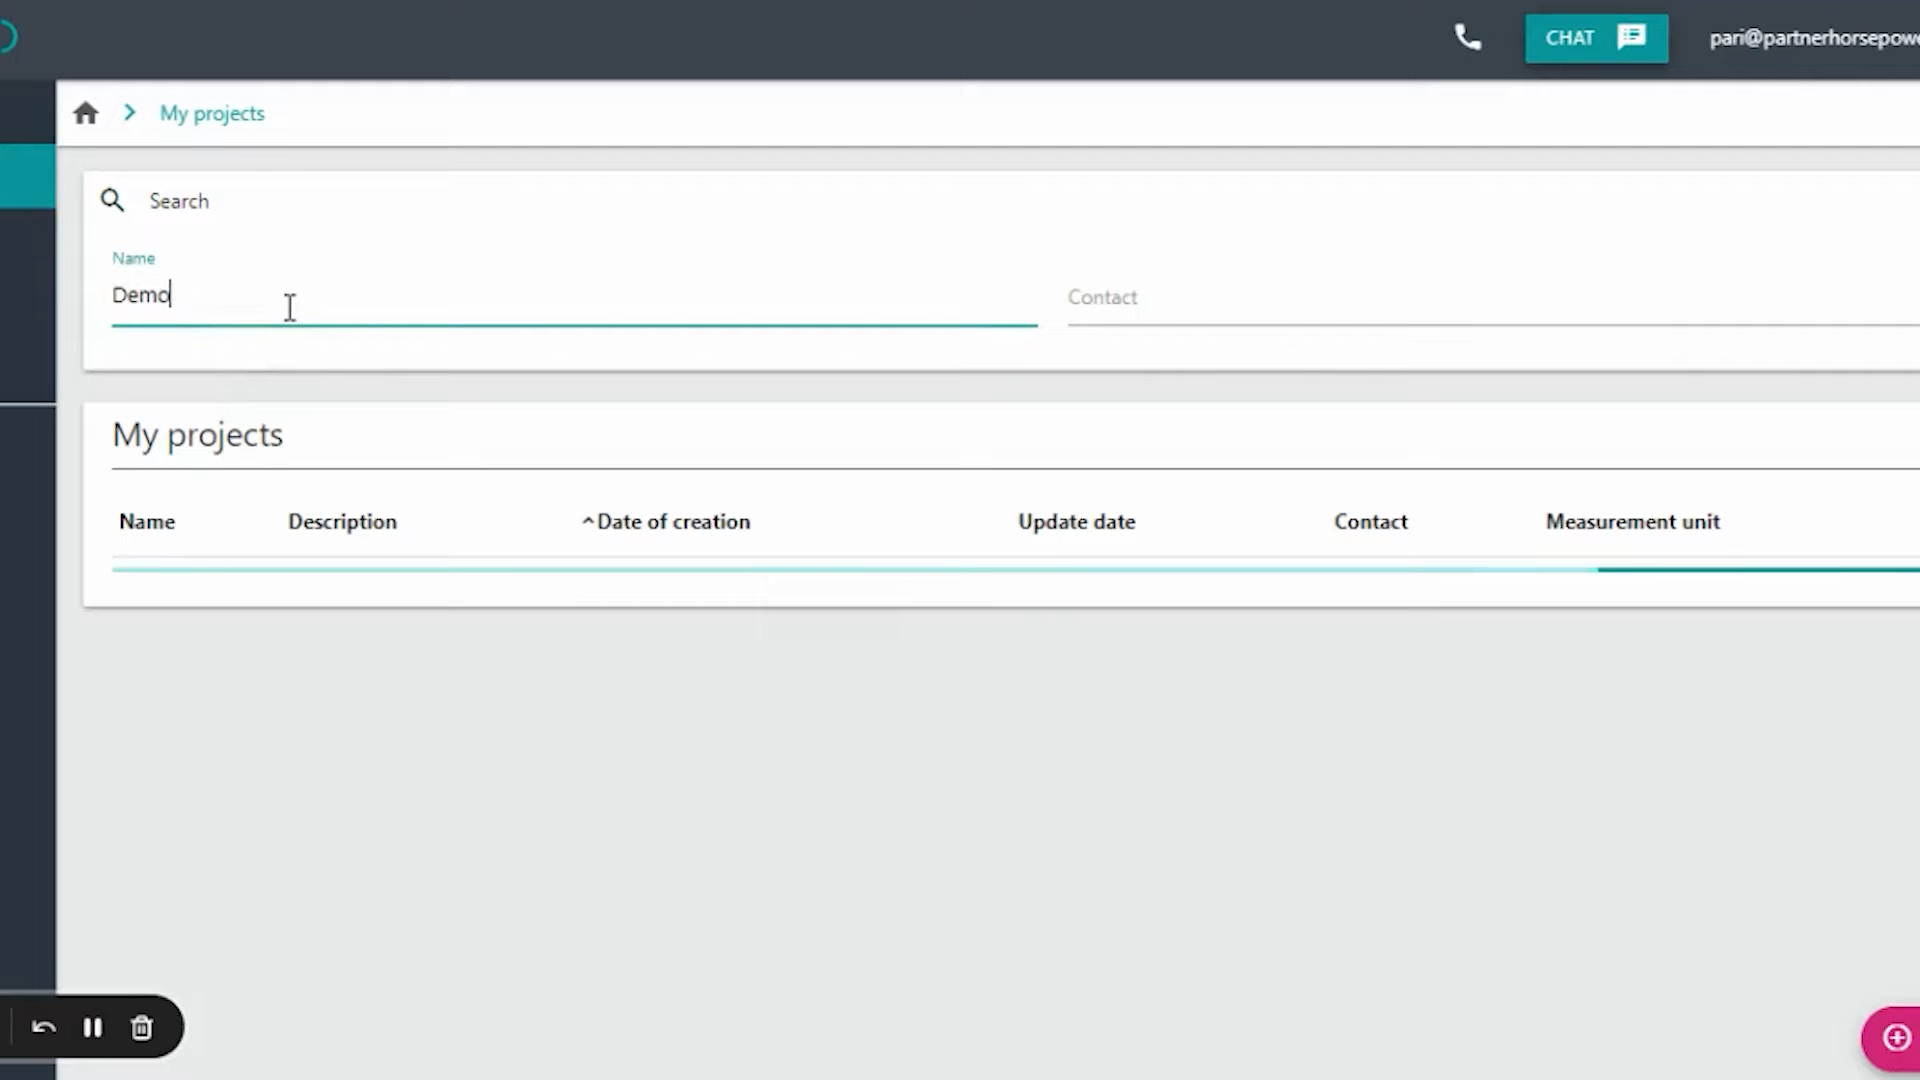 CHAT
pari@partnerhorsepowe
My projects
Search
Name
Demo
Contact
My projects
Name Description Date of creation Update date Contact Measurement unit